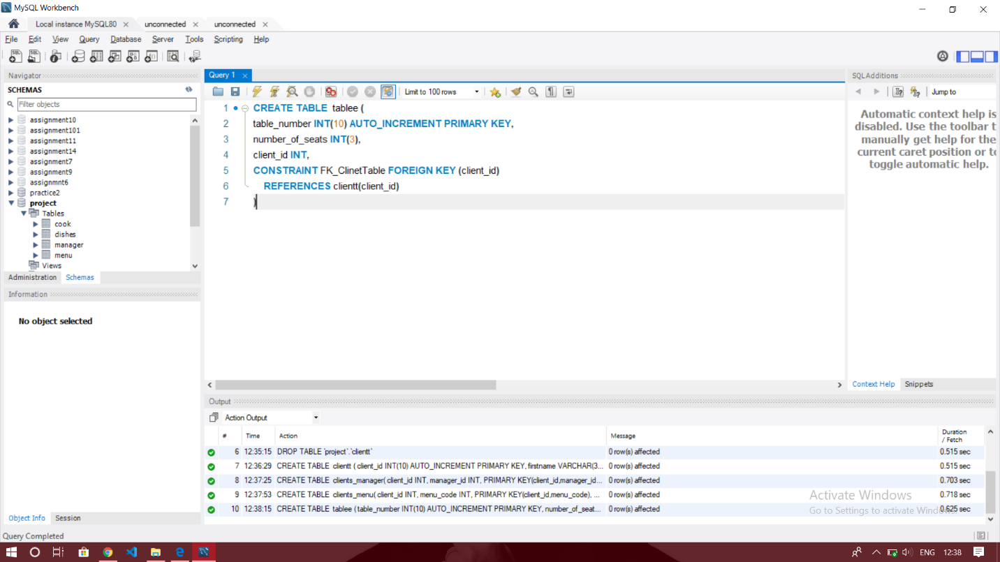 MySQL Workbench
Local instance MySQL80 unconnected unconnected
File Edit View Query Database Server Tools Scripting Help
Navigator
SCHEMAS
Filter objects
assignment10
assignment101
assignment11
assignment14
assignment7
assignment9
assignmnt6
practice2
project
Tables
cook
dishes
manager
menu
Views
Administration Schemas
Information
No object selected
Object Info Session
Query Completed
Query 1
Limit to 100 rows
1 CREATE TABLE tablee (
2 table_number INT(10) AUTO_INCREMENT PRIMARY KEY,
3 number_of_seats INT(3),
4 client_id INT,
5 CONSTRAINT FK_ClinetTable FOREIGN KEY (client_id)
6 REFERENCES clientt(client_id)
7 )
SQLAdditions
Jump to
Automatic context help is
disabled. Use the toolbar t
manually get help for the
current caret position or to
toggle automatic help.
Context Help Snippets
Output
Action Output
# Time Action Message Duration / Fetch
6 12:35:15 DROP TABLE `project`.`clientt` 0 row(s) affected 0.515 sec
7 12:36:29 CREATE TABLE clientt ( client_id INT(10) AUTO_INCREMENT PRIMARY KEY, firstname VARCHAR(3... 0 row(s) affected 0.515 sec
8 12:37:25 CREATE TABLE clients_manager( client_id INT, manager_id INT, PRIMARY KEY(client_id,manager_id... 0 row(s) affected 0.703 sec
9 12:37:53 CREATE TABLE clients_menu( client_id INT, menu_code INT, PRIMARY KEY(client_id,menu_code), ... 0 row(s) affected 0.718 sec
10 12:38:15 CREATE TABLE tablee ( table_number INT(10) AUTO_INCREMENT PRIMARY KEY, number_of_seat... 0 row(s) affected 0.625 sec
Activate Windows
Go to Settings to activate Windows.
ENG 12:38